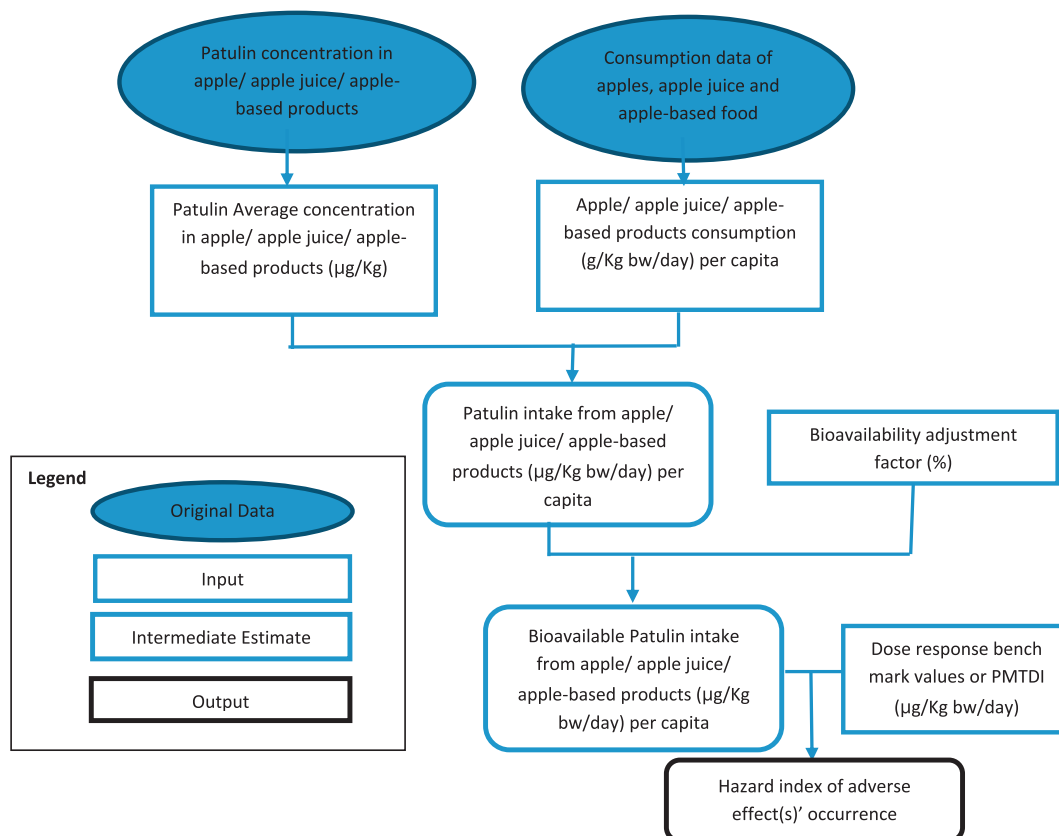 Patulin concentration in
apple/ apple juice/ apple-
based products
Consumption data of
apples, apple juice and
apple-based food
Patulin Average concentration
in apple/ apple juice/ apple-
based products (µg/Kg)
Apple/ apple juice/ apple-
based products consumption
(g/Kg bw/day) per capita
Patulin intake from apple/
apple juice/ apple-based
products (µg/Kg bw/day) per
capita
Bioavailability adjustment
factor (%)
Legend
Original Data
Input
Intermediate Estimate
Output
Bioavailable Patulin intake
from apple/ apple juice/
apple-based products (µg/Kg
bw/day) per capita
Dose response bench
mark values or PMTDI
(µg/Kg bw/day)
Hazard index of adverse
effect(s)’ occurrence